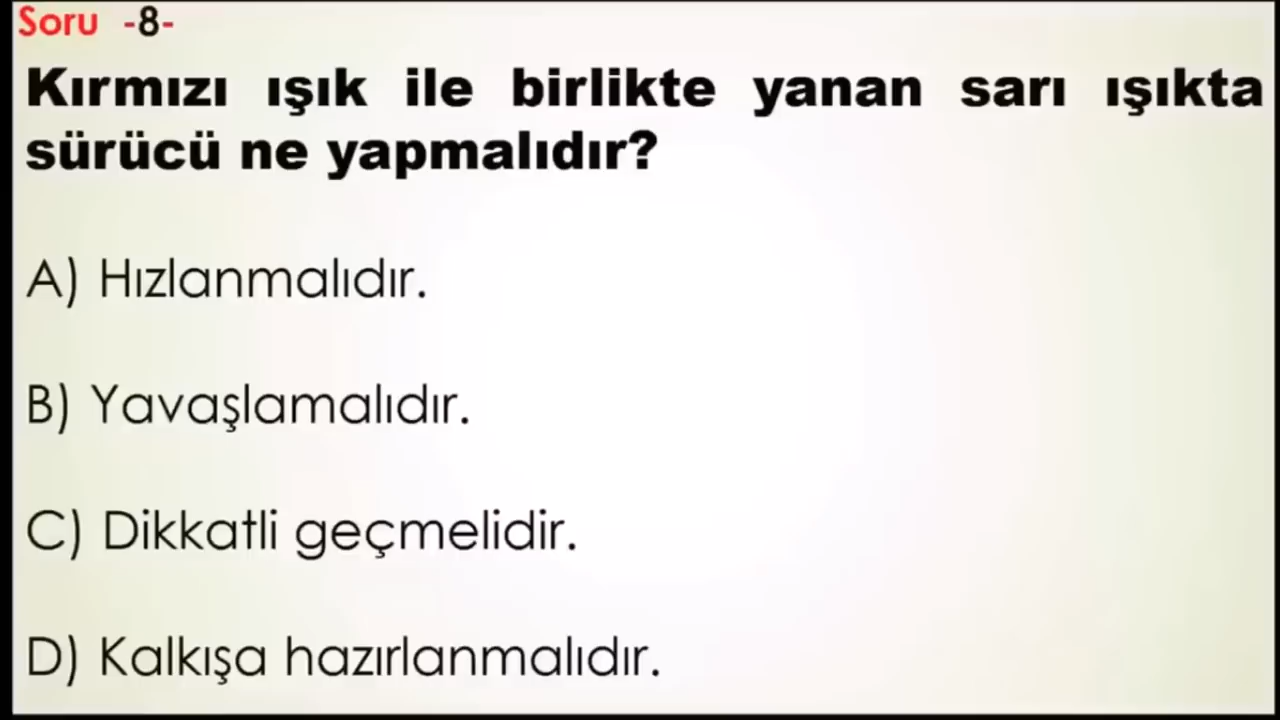 Soru -8-
Kırmızı ışık ile birlikte yanan sarı ışıkta
sürücü ne yapmalıdır?
A) Hızlanmalıdır.
B) Yavaşlamalıdır.
C) Dikkatli geçmelidir.
D) Kalkışa hazırlanmalıdır.